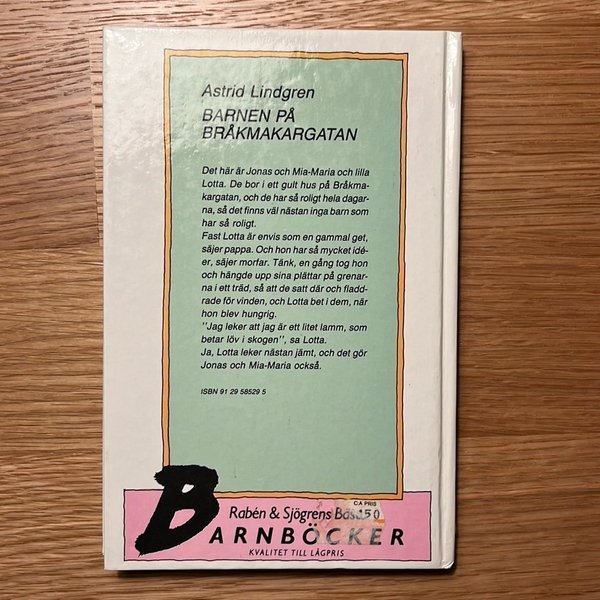 Astrid Lindgren
BARNEN PÅ
BRÅKMAKARGATAN
Det här är Jonas och Mia-Maria och lilla
Lotta. De bor i ett gult hus på Bråkma-
kargatan, och de har så roligt hela dagar-
na, så det finns väl nästan inga barn som
har så roligt.
Fast Lotta är envis som en gammal get,
säjer pappa. Och hon har så mycket idé-
er, säjer morfar. Tänk, en gång tog hon
och hängde upp sina plättar på grenar-
na i ett träd, så att de satt där och fladd-
rade för vinden, och Lotta bet i dem, när
hon blev hungrig.
"Jag leker att jag är ett litet lamm, som
betar löv i skogen", sa Lotta.
Ja, Lotta leker nästan jämt, och det gör
Jonas och Mia-Maria också.
ISBN 91 29 58529 5
CA PRIS
Rabén & Sjögrens Bäs 150
BARNBÖCKER
KVALITET TILL LÅGPRIS